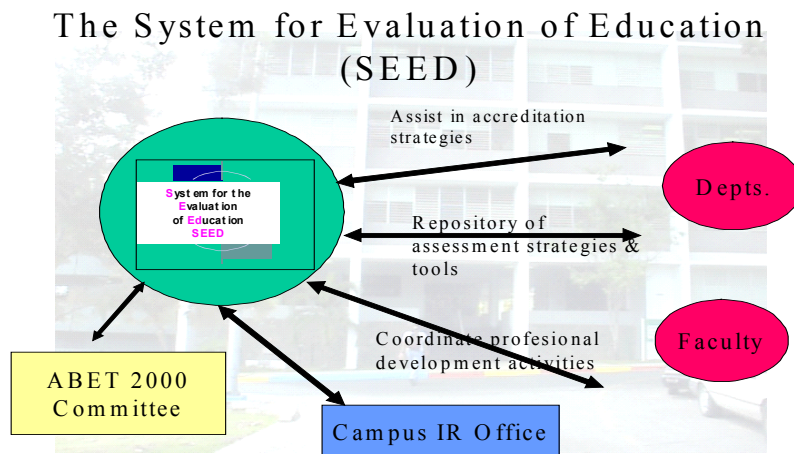 The System for Evaluation of Education
(SEED)
Assist in accreditation
strategies
System for the
Evaluation
of Education
SEED
Depts.
Repository of
assessment strategies &
tools
Coordinate profesional
development activities
Faculty
ABET 2000
Committee
Campus IR Office